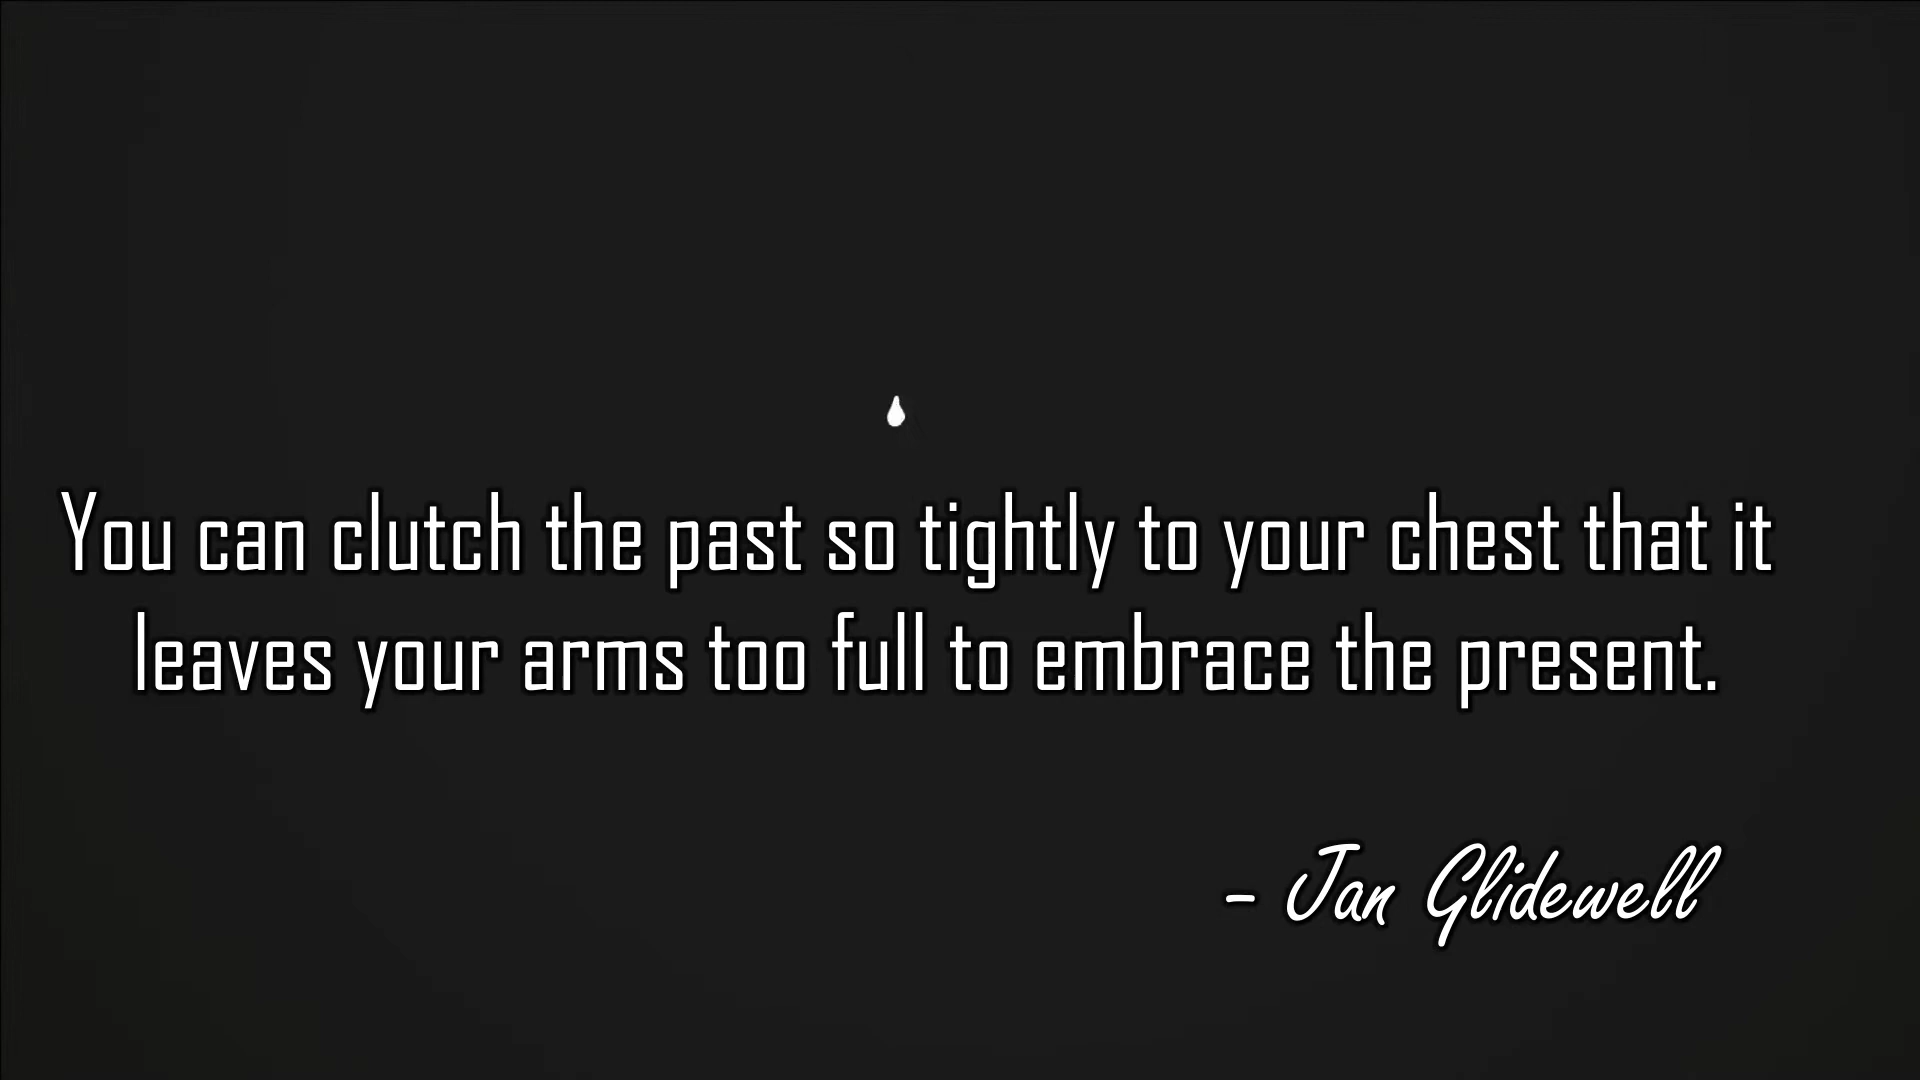 You can clutch the past so tightly to your chest that it
leaves your arms too full to embrace the present.
– Jan Glidewell